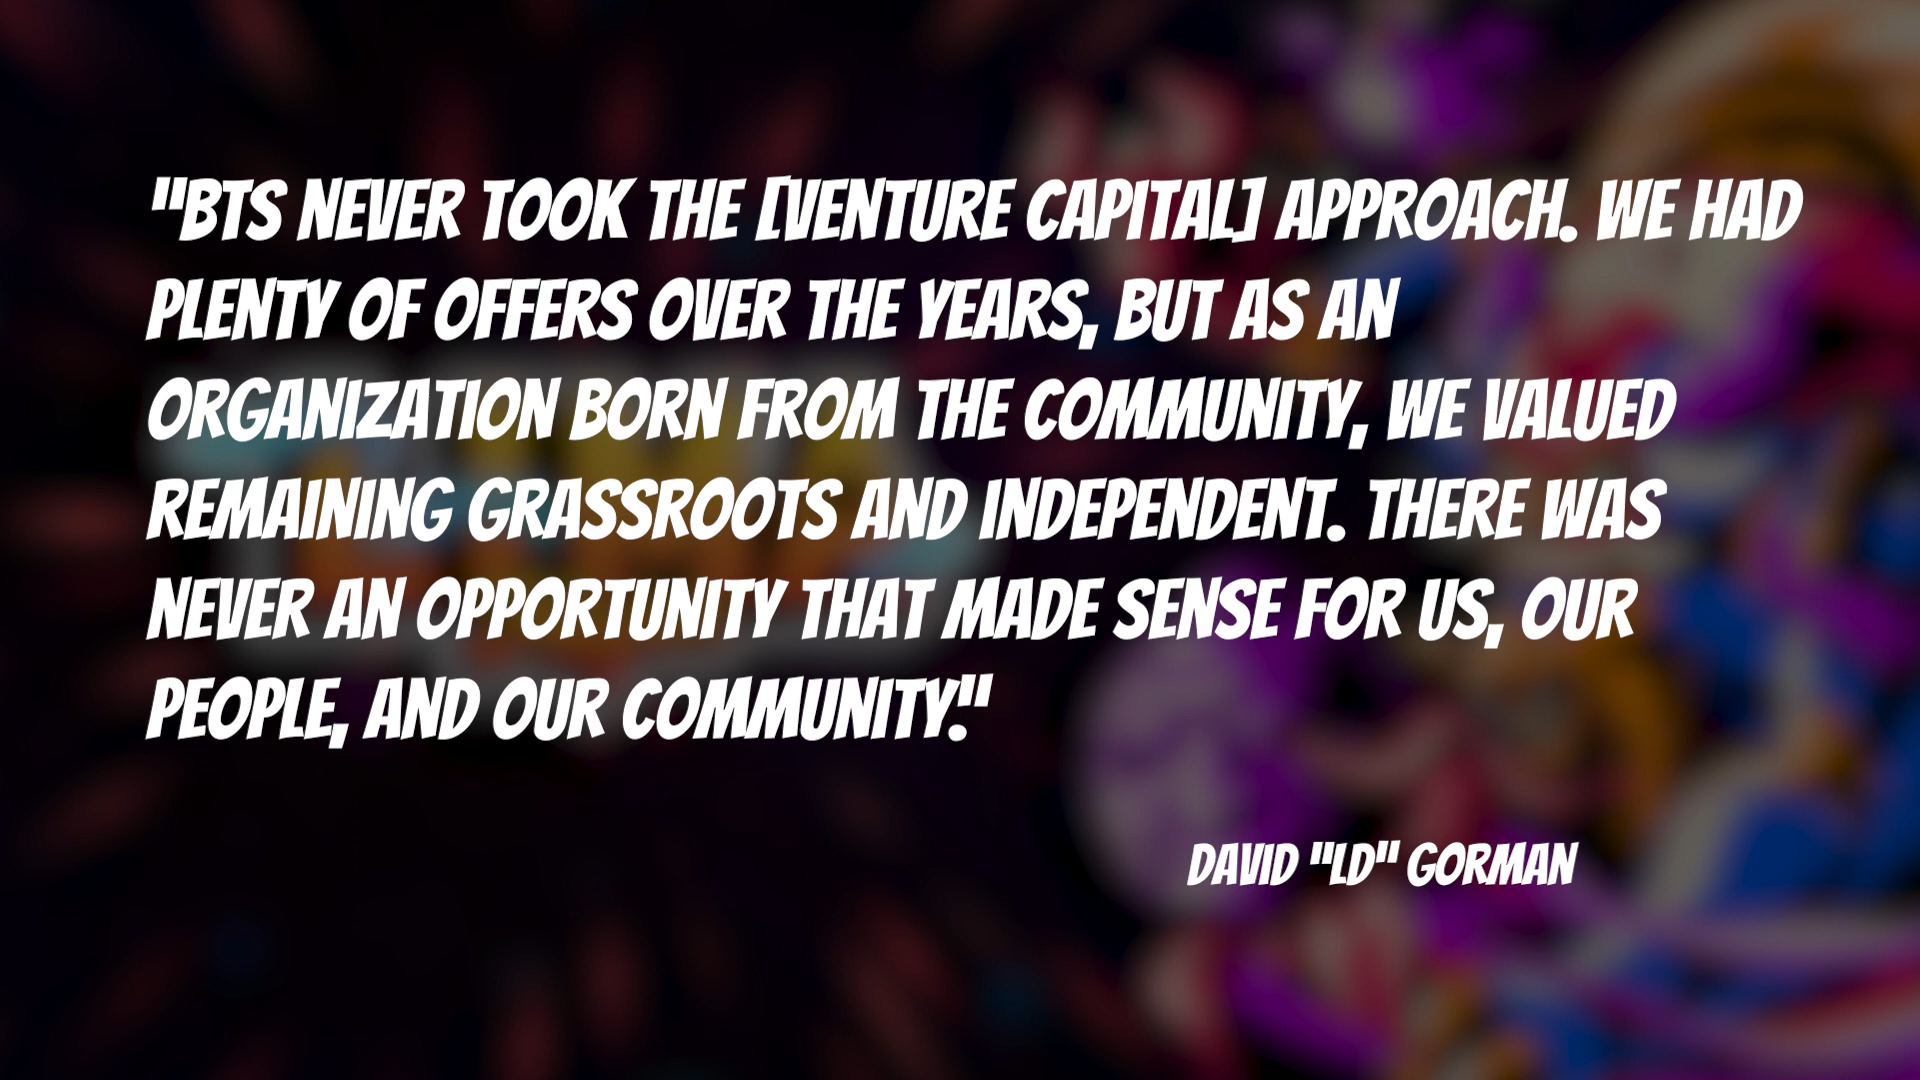 "BTS NEVER TOOK THE [VENTURE CAPITAL] APPROACH. WE HAD
PLENTY OF OFFERS OVER THE YEARS, BUT AS AN
ORGANIZATION BORN FROM THE COMMUNITY, WE VALUED
REMAINING GRASSROOTS AND INDEPENDENT. THERE WAS
NEVER AN OPPORTUNITY THAT MADE SENSE FOR US, OUR
PEOPLE, AND OUR COMMUNITY."
DAVID "LD" GORMAN